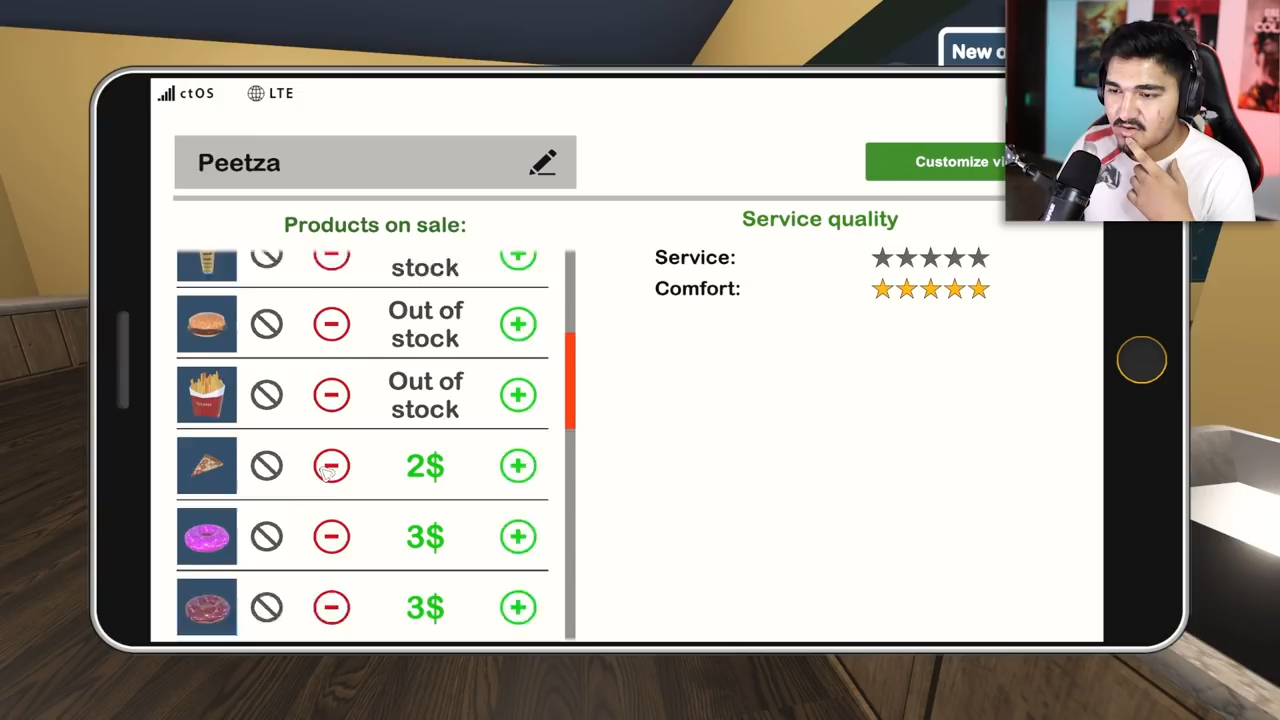 New o
ctOS LTE
Peetza
Customize vi
Products on sale:
Service quality
Service:
Comfort:
stock
Out of
stock
Out of
stock
2$
3$
3$